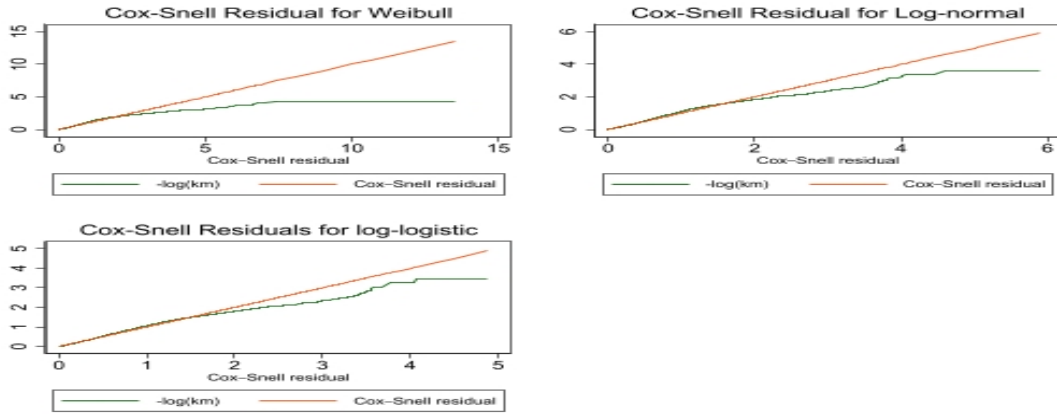 Cox-Snell Residual for Weibull
15
10
5
0
0 5 10 15
Cox–Snell residual
-log(km) Cox–Snell residual
Cox-Snell Residual for Log-normal
6
4
2
0
0 2 4 6
Cox–Snell residual
-log(km) Cox–Snell residual
Cox-Snell Residuals for log-logistic
5
4
3
2
1
0
0 1 2 3 4 5
Cox–Snell residual
-log(km) Cox–Snell residual